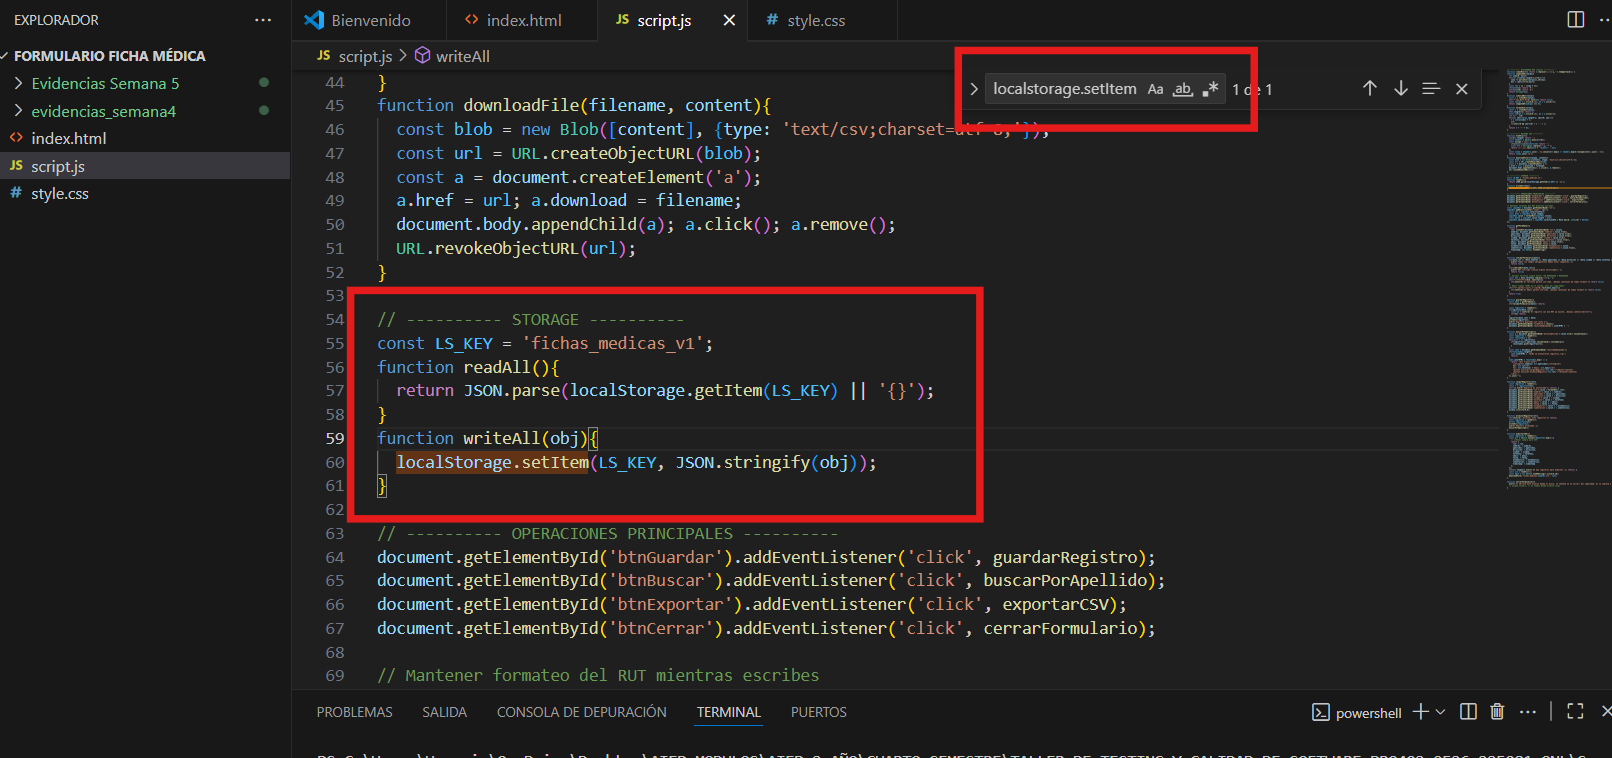 EXPLORADOR
FORMULARIO FICHA MÉDICA
Evidencias Semana 5
evidencias_semana4
index.html
script.js
style.css
Bienvenido
index.html
script.js
style.css
script.js > writeAll
localstorage.setItem
1 de 1
44 }
45 function downloadFile(filename, content){
46 const blob = new Blob([content], {type: 'text/csv;charset=utf-8;'});
47 const url = URL.createObjectURL(blob);
48 const a = document.createElement('a');
49 a.href = url; a.download = filename;
50 document.body.appendChild(a); a.click(); a.remove();
51 URL.revokeObjectURL(url);
52 }
53
54 // ---------- STORAGE ----------
55 const LS_KEY = 'fichas_medicas_v1';
56 function readAll(){
57 return JSON.parse(localStorage.getItem(LS_KEY) || '{}');
58 }
59 function writeAll(obj){
60 localStorage.setItem(LS_KEY, JSON.stringify(obj));
61 }
62
63 // ---------- OPERACIONES PRINCIPALES ----------
64 document.getElementById('btnGuardar').addEventListener('click', guardarRegistro);
65 document.getElementById('btnBuscar').addEventListener('click', buscarPorApellido);
66 document.getElementById('btnExportar').addEventListener('click', exportarCSV);
67 document.getElementById('btnCerrar').addEventListener('click', cerrarFormulario);
68
69 // Mantener formateo del RUT mientras escribes
PROBLEMAS SALIDA CONSOLA DE DEPURACIÓN TERMINAL PUERTOS
powershell